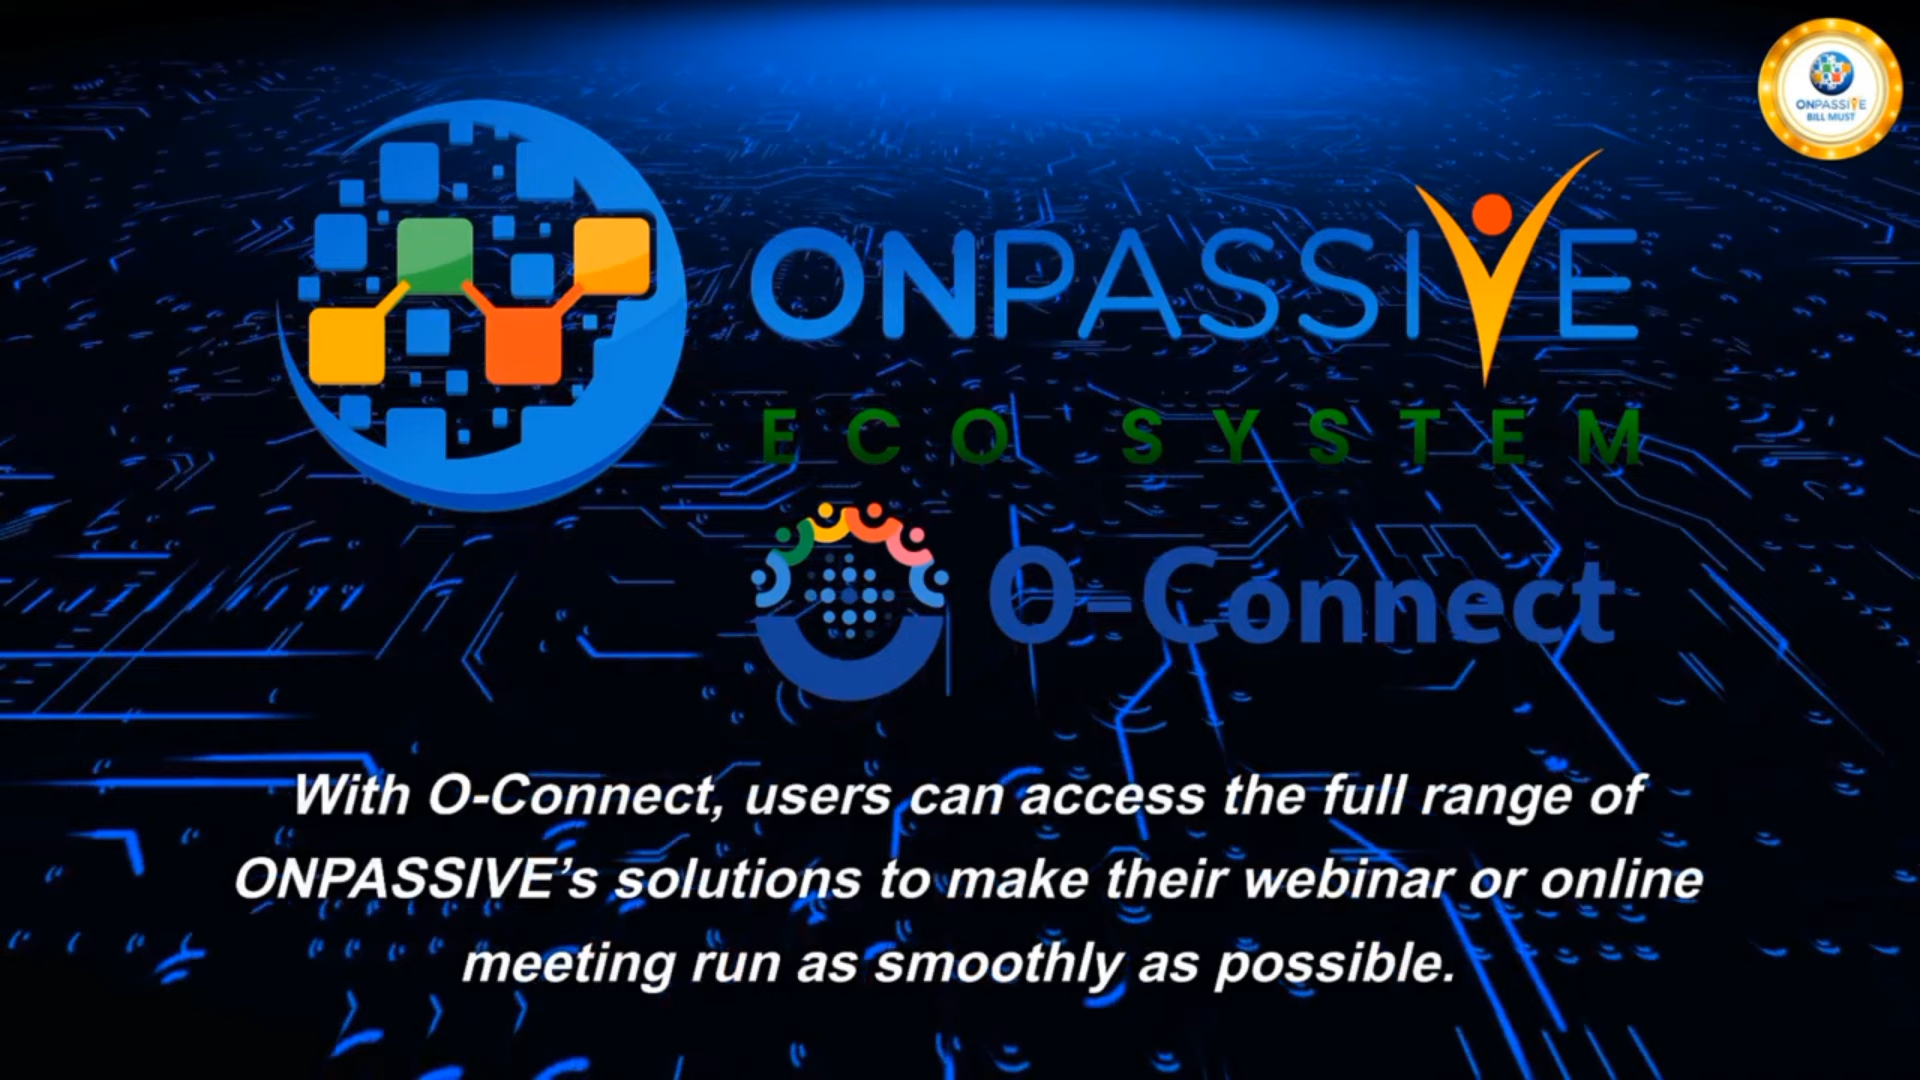 ONPASSIVE
BILL MUST
ONPASSIVE
ECO SYSTEM
O-Connect
With O-Connect, users can access the full range of
ONPASSIVE’s solutions to make their webinar or online
meeting run as smoothly as possible.